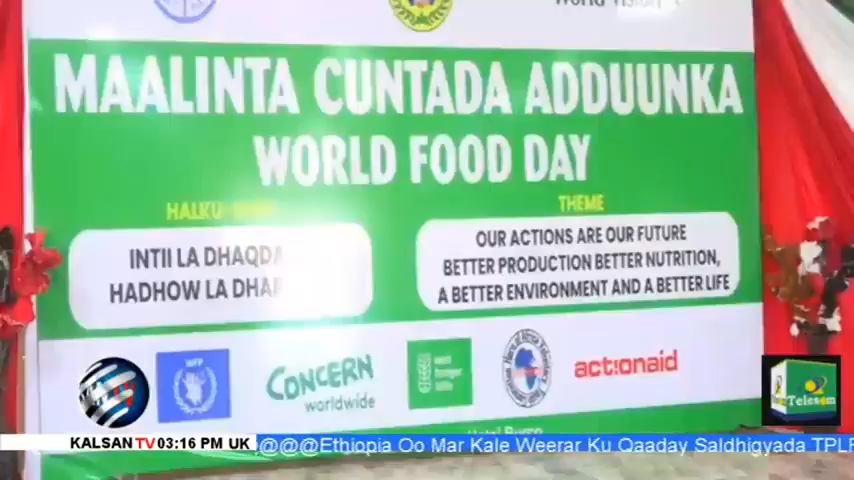 World Vision
MAALINTA CUNTADA ADDUUNKA
WORLD FOOD DAY
THEME
INTII LA DHAQDA
HADHOW LA DHA
OUR ACTIONS ARE OUR FUTURE
BETTER PRODUCTION BETTER NUTRITION,
A BETTER ENVIRONMENT AND A BETTER LIFE
WFP
CONCERN
worldwide
actionaid
Telesom
KALSAN TV 03:16 PM UK
@@@Ethiopia Oo Mar Kale Weerar Ku Qaaday Saldhigyada TPLF